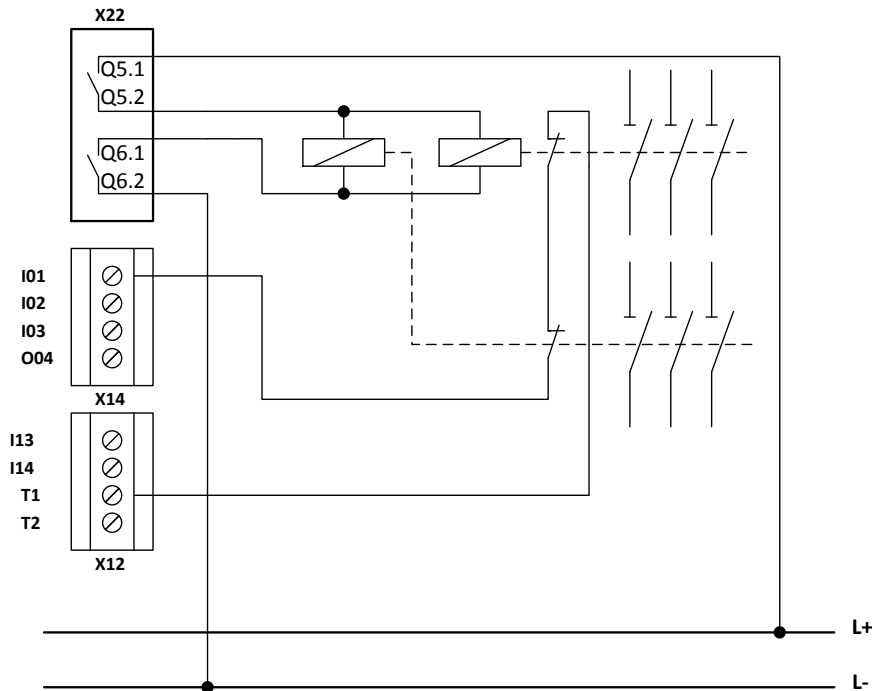 X22
Q5.1
Q5.2
Q6.1
Q6.2
I01
I02
I03
O04
X14
I13
I14
T1
T2
X12
L+
L-